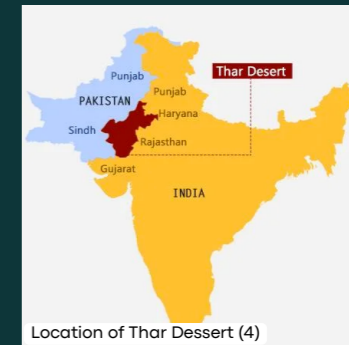 Thar Desert
Punjab
Punjab
PAKISTAN
Haryana
Sindh
Rajasthan
Gujarat
INDIA
Location of Thar Dessert (4)